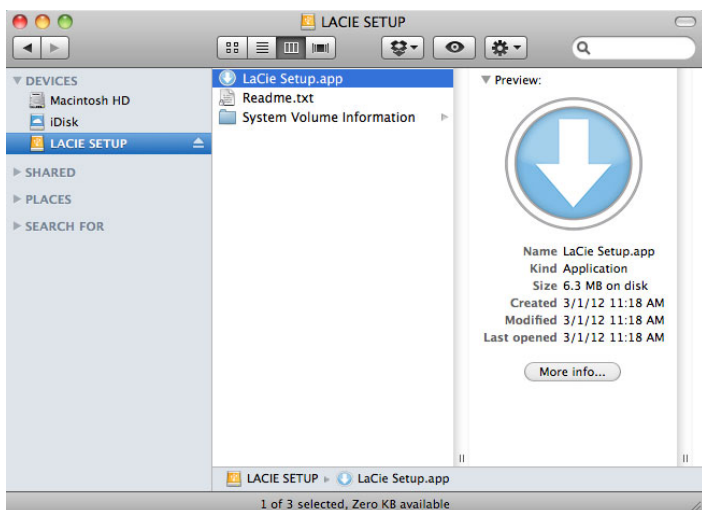 LACIE SETUP
DEVICES
Macintosh HD
iDisk
LACIE SETUP
SHARED
PLACES
SEARCH FOR
LaCie Setup.app
Readme.txt
System Volume Information
Preview:
Name LaCie Setup.app
Kind Application
Size 6.3 MB on disk
Created 3/1/12 11:18 AM
Modified 3/1/12 11:18 AM
Last opened 3/1/12 11:18 AM
More info...
LACIE SETUP LaCie Setup.app
1 of 3 selected, Zero KB available